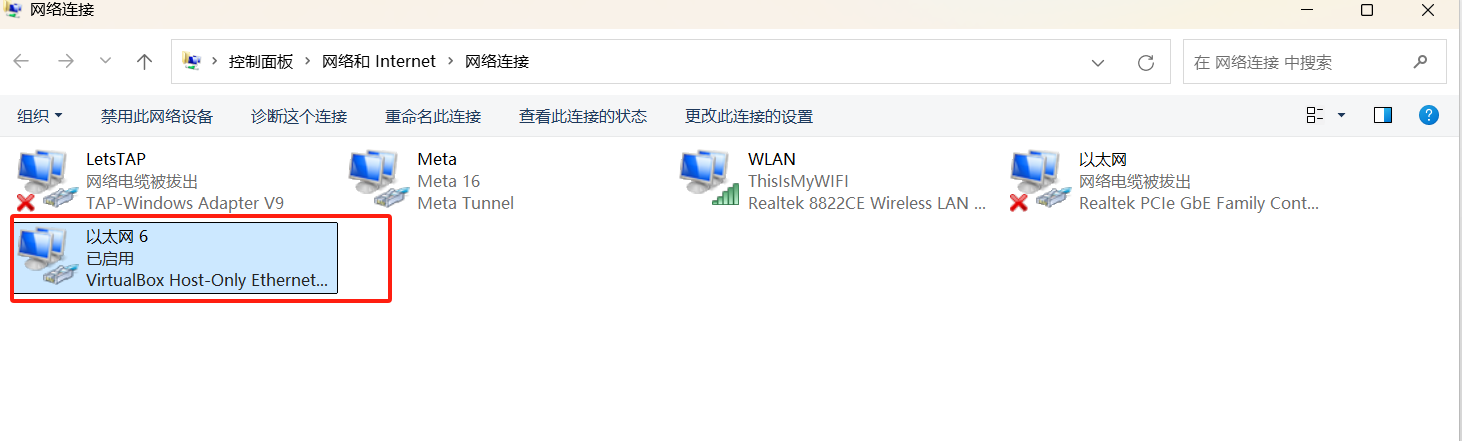 网络连接
控制面板 › 网络和 Internet › 网络连接
在 网络连接 中搜索
组织 禁用此网络设备 诊断这个连接 重命名此连接 查看此连接的状态 更改此连接的设置
LetsTAP
网络电缆被拔出
TAP-Windows Adapter V9
Meta
Meta 16
Meta Tunnel
WLAN
ThisIsMyWIFI
Realtek 8822CE Wireless LAN ...
以太网
网络电缆被拔出
Realtek PCIe GbE Family Cont...
以太网 6
已启用
VirtualBox Host-Only Ethernet...